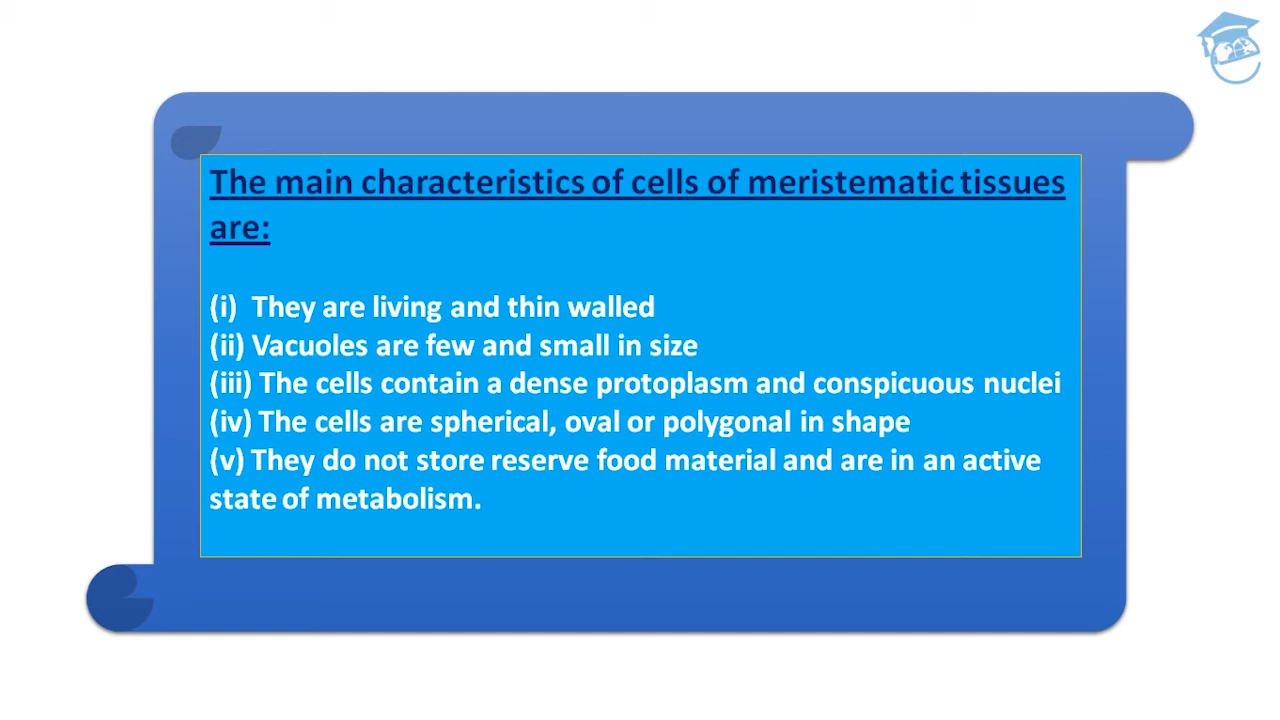 The main characteristics of cells of meristematic tissues
are:
(i) They are living and thin walled
(ii) Vacuoles are few and small in size
(iii) The cells contain a dense protoplasm and conspicuous nuclei
(iv) The cells are spherical, oval or polygonal in shape
(v) They do not store reserve food material and are in an active
state of metabolism.